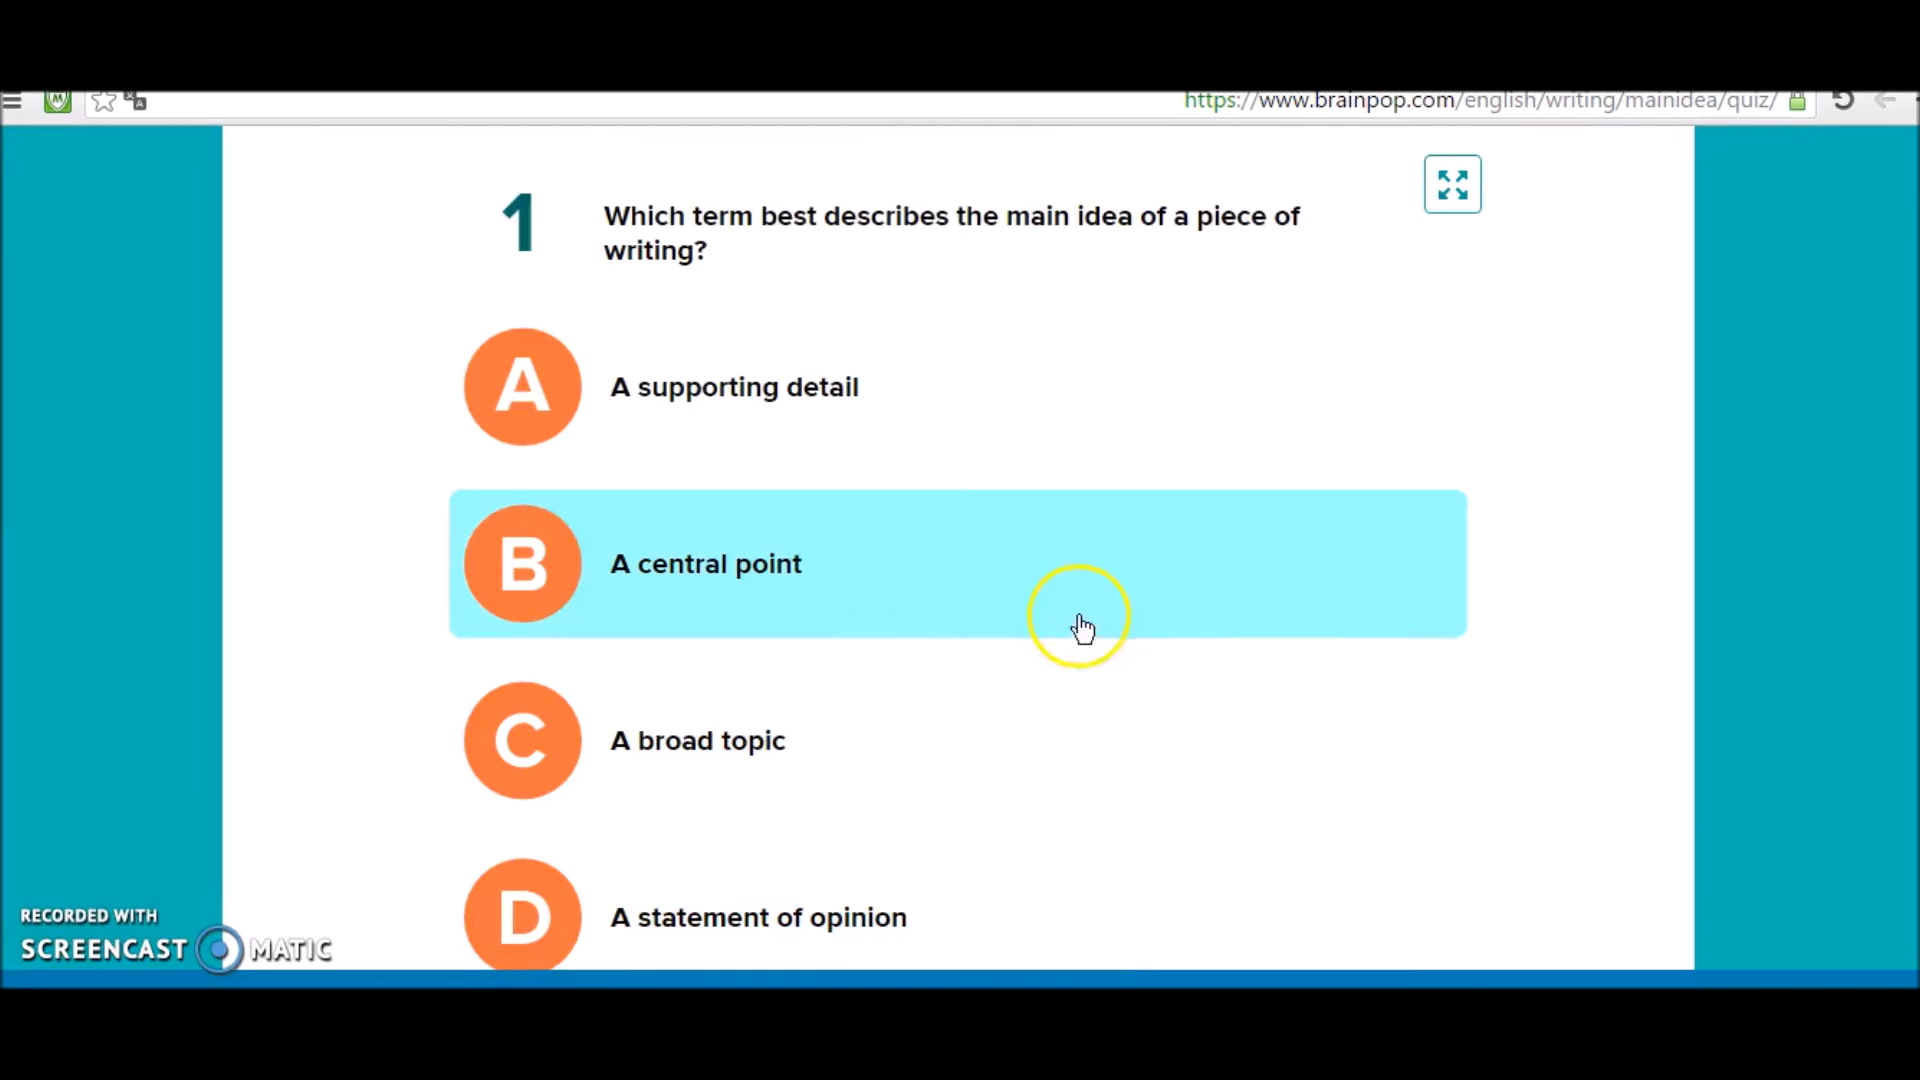 https://www.brainpop.com/english/writing/mainidea/quiz/
1
Which term best describes the main idea of a piece of
writing?
A
A supporting detail
B
A central point
C
A broad topic
D
A statement of opinion
RECORDED WITH
SCREENCAST MATIC